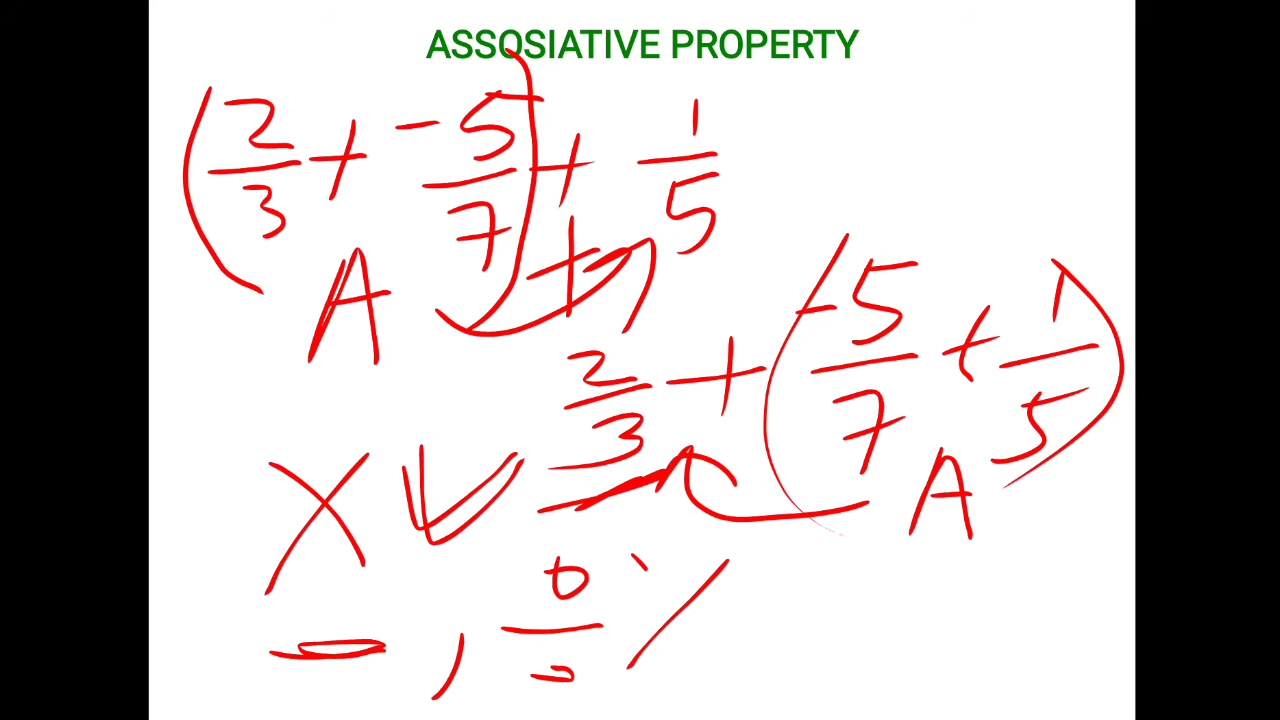 ASSOSIATIVE PROPERTY
(2/3 + -5/7) + 1/5
A
2/3 + (-5/7 + 1/5)
A
X